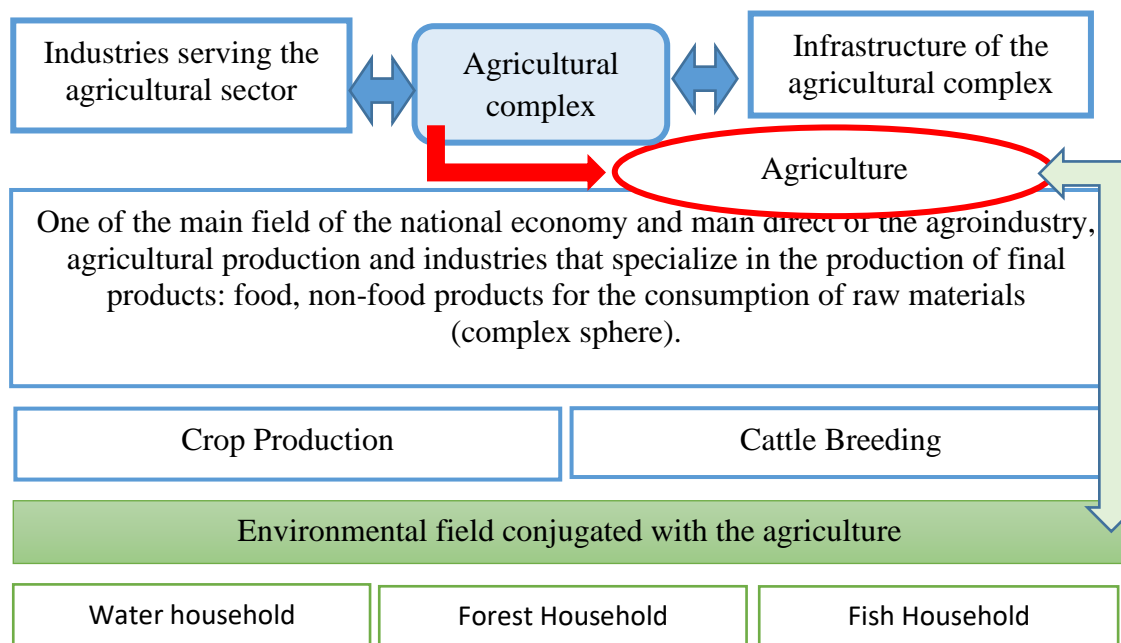 Industries serving the
agricultural sector
Agricultural
complex
Infrastructure of the
agricultural complex
Agriculture
One of the main field of the national economy and main direct of the agroindustry,
agricultural production and industries that specialize in the production of final
products: food, non-food products for the consumption of raw materials
(complex sphere).
Crop Production
Cattle Breeding
Environmental field conjugated with the agriculture
Water household
Forest Household
Fish Household